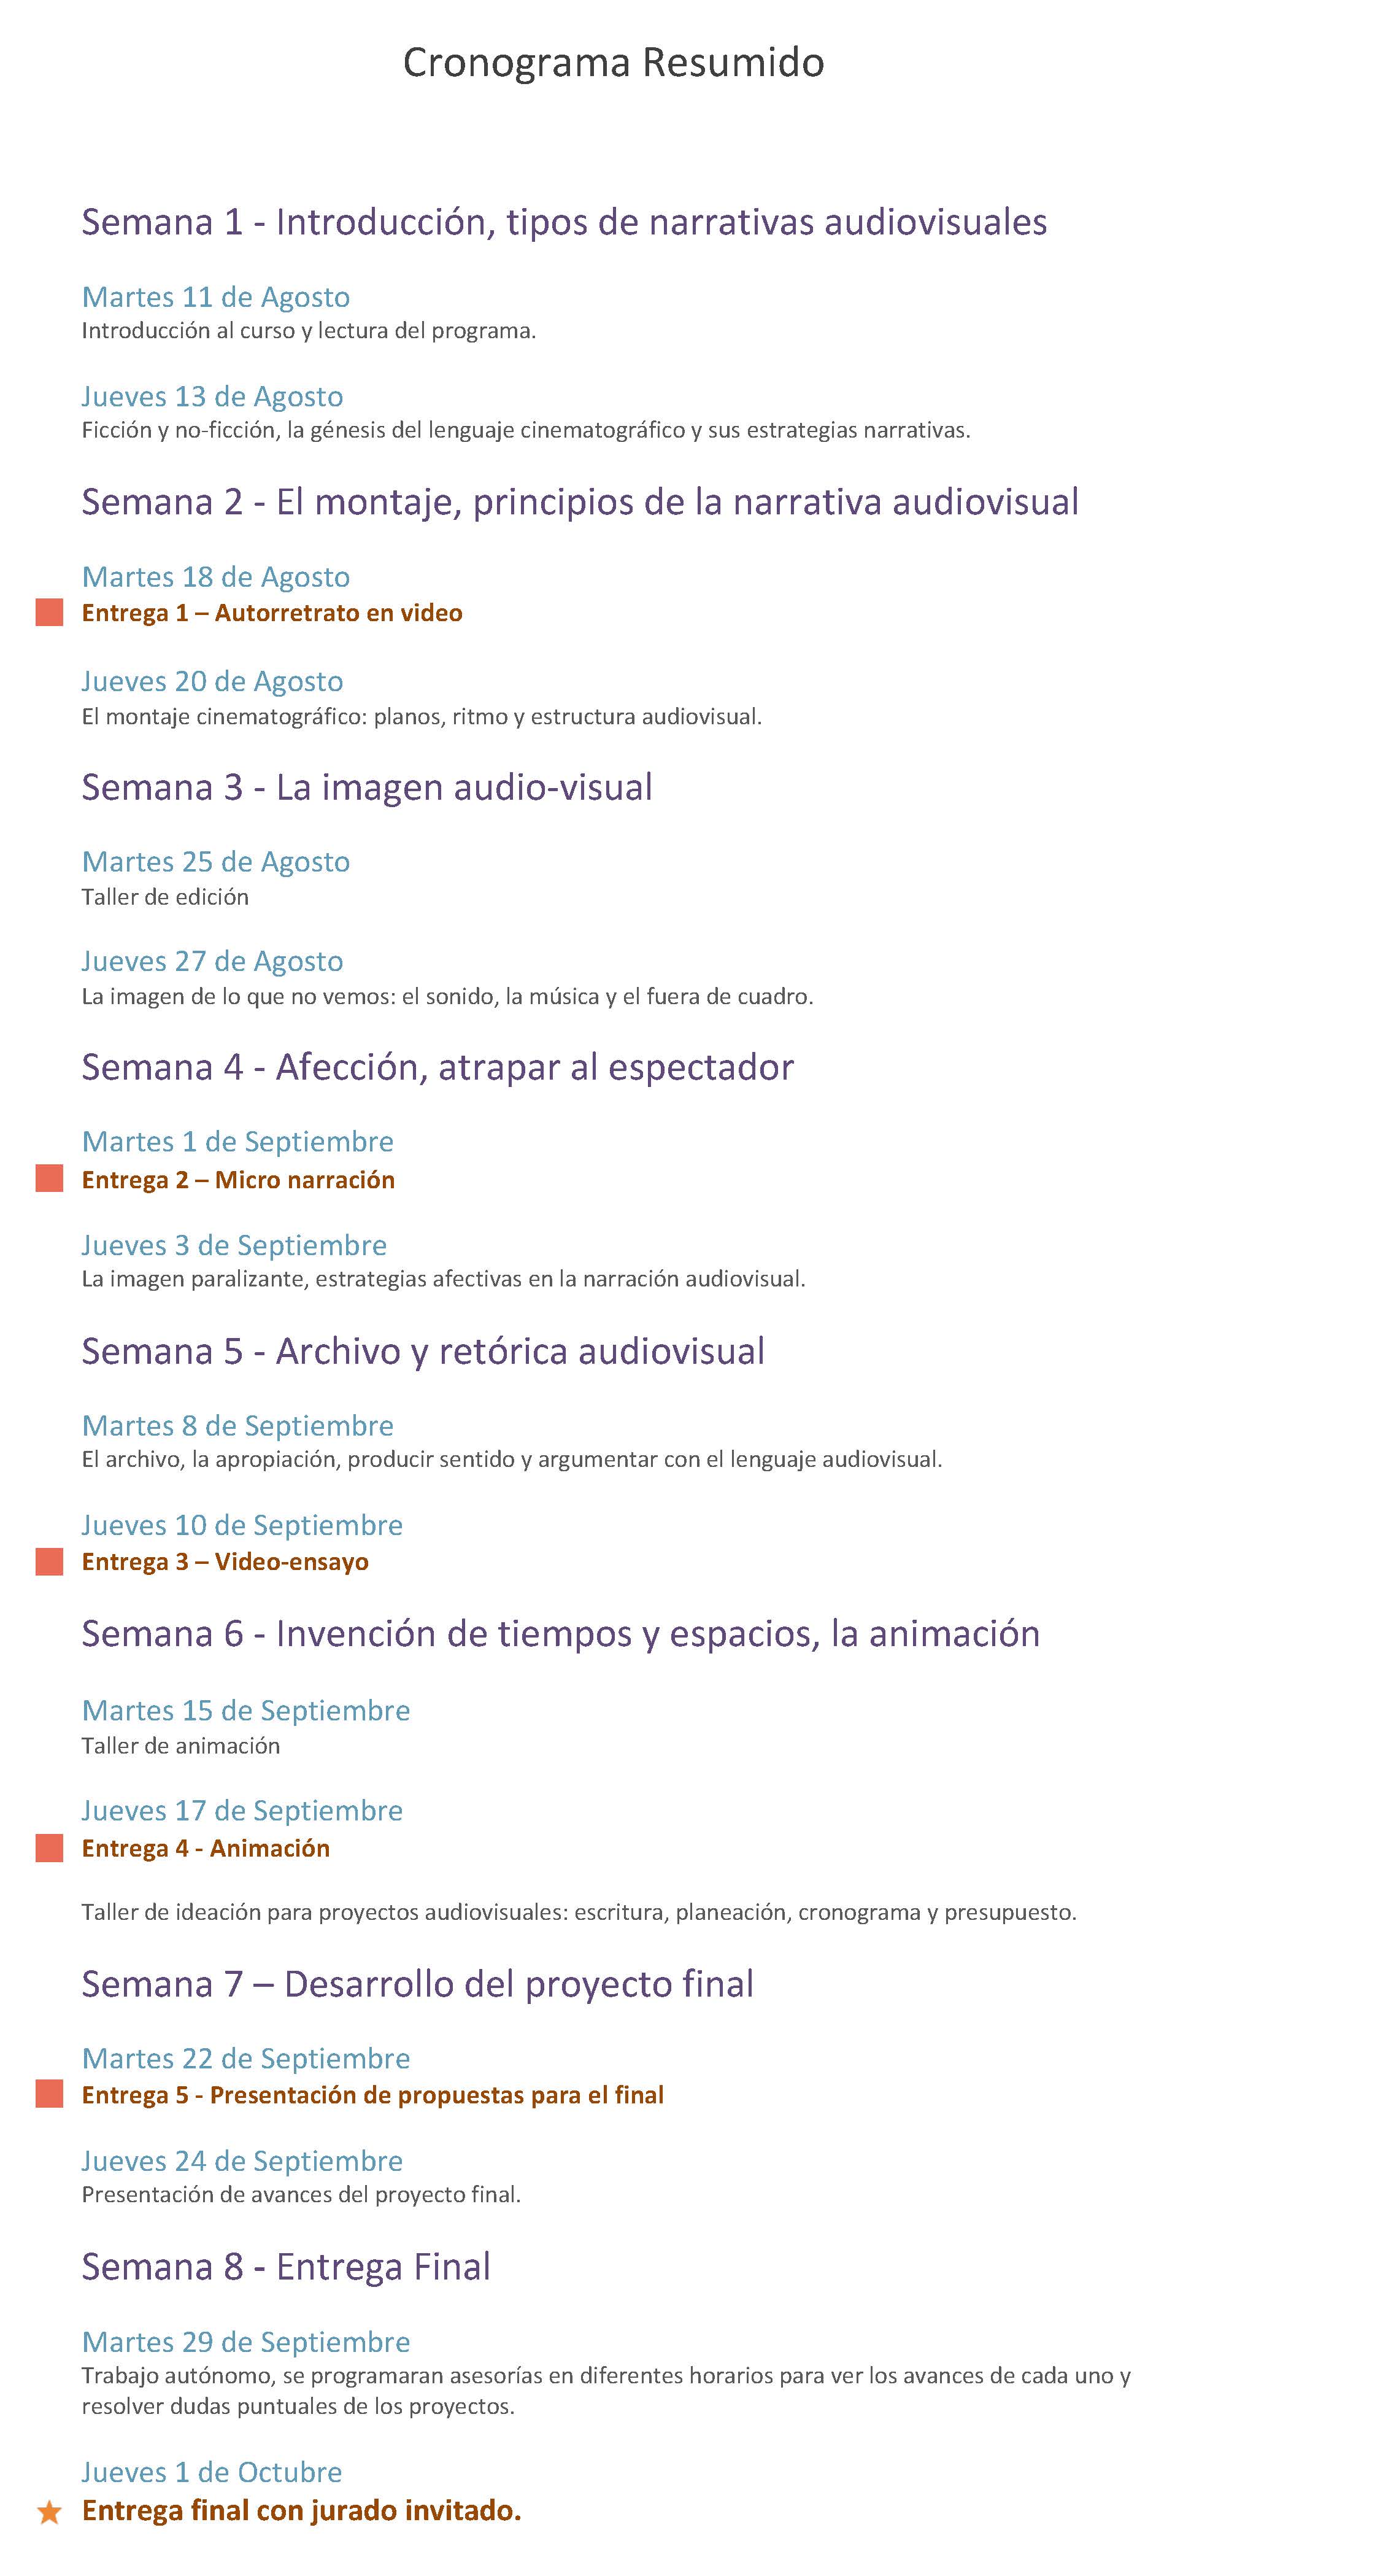 Cronograma Resumido
Semana 1 - Introducción, tipos de narrativas audiovisuales
Martes 11 de Agosto
Introducción al curso y lectura del programa.
Jueves 13 de Agosto
Ficción y no-ficción, la génesis del lenguaje cinematográfico y sus estrategias narrativas.
Semana 2 - El montaje, principios de la narrativa audiovisual
Martes 18 de Agosto
Entrega 1 – Autorretrato en video
Jueves 20 de Agosto
El montaje cinematográfico: planos, ritmo y estructura audiovisual.
Semana 3 - La imagen audio-visual
Martes 25 de Agosto
Taller de edición
Jueves 27 de Agosto
La imagen de lo que no vemos: el sonido, la música y el fuera de cuadro.
Semana 4 - Afección, atrapar al espectador
Martes 1 de Septiembre
Entrega 2 – Micro narración
Jueves 3 de Septiembre
La imagen paralizante, estrategias afectivas en la narración audiovisual.
Semana 5 - Archivo y retórica audiovisual
Martes 8 de Septiembre
El archivo, la apropiación, producir sentido y argumentar con el lenguaje audiovisual.
Jueves 10 de Septiembre
Entrega 3 – Video-ensayo
Semana 6 - Invención de tiempos y espacios, la animación
Martes 15 de Septiembre
Taller de animación
Jueves 17 de Septiembre
Entrega 4 - Animación
Taller de ideación para proyectos audiovisuales: escritura, planeación, cronograma y presupuesto.
Semana 7 – Desarrollo del proyecto final
Martes 22 de Septiembre
Entrega 5 - Presentación de propuestas para el final
Jueves 24 de Septiembre
Presentación de avances del proyecto final.
Semana 8 - Entrega Final
Martes 29 de Septiembre
Trabajo autónomo, se programaran asesorías en diferentes horarios para ver los avances de cada uno y
resolver dudas puntuales de los proyectos.
Jueves 1 de Octubre
Entrega final con jurado invitado.